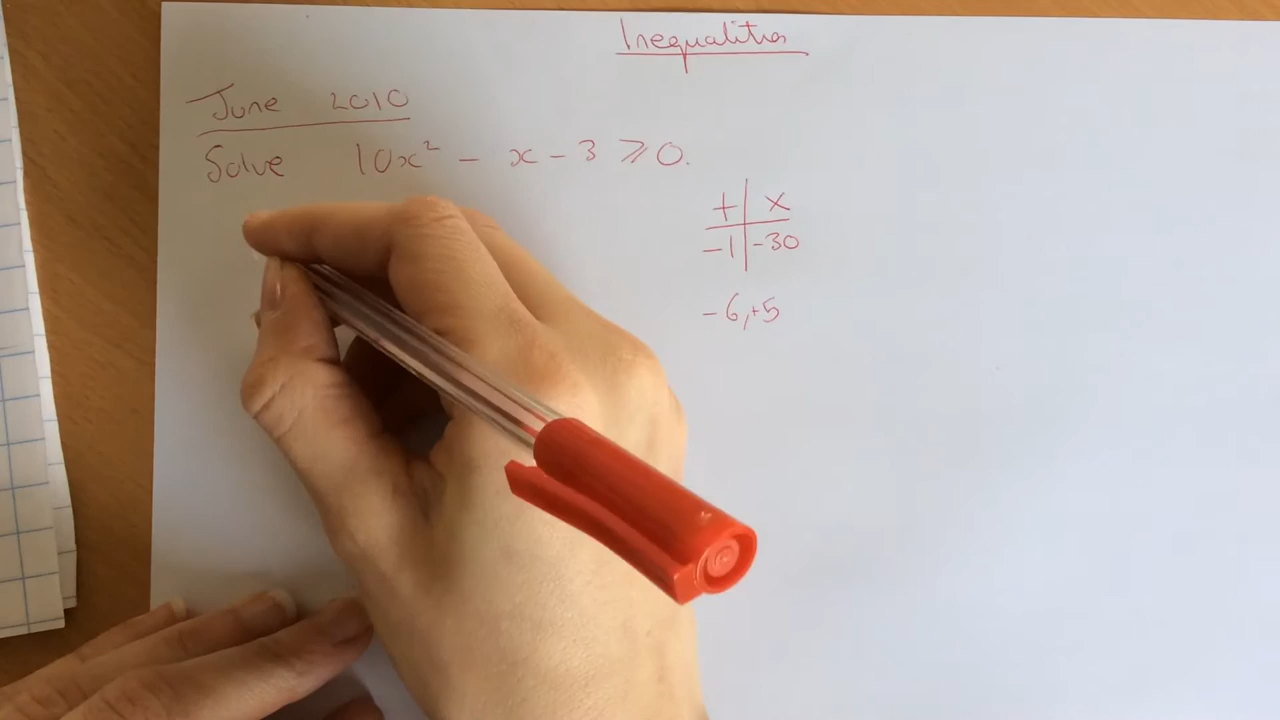 Inequalities
June 2010
Solve 10x² - x - 3 ⩾ 0.
+ | x
-1 | -30
-6, +5